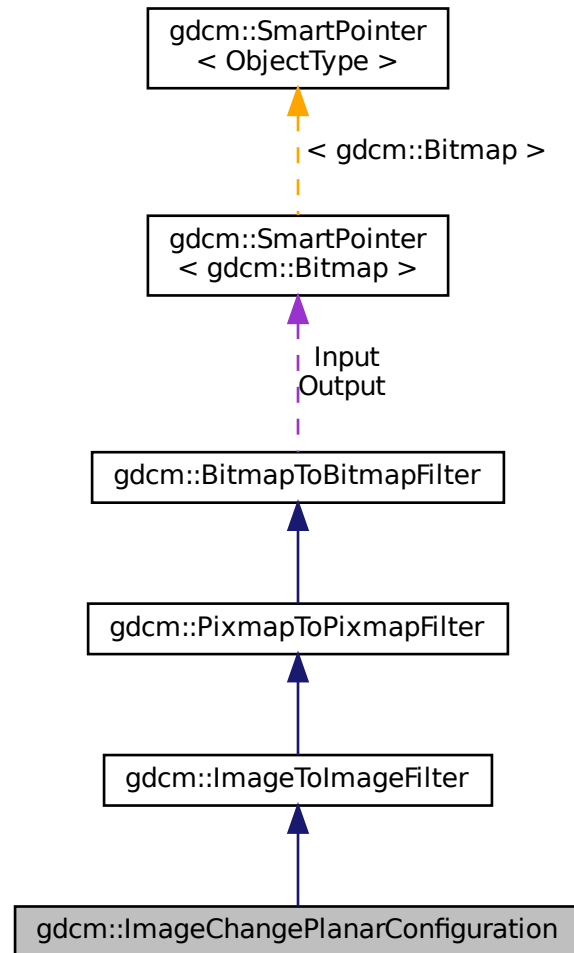 gdcm::SmartPointer
< ObjectType >
< gdcm::Bitmap >
gdcm::SmartPointer
< gdcm::Bitmap >
Input
Output
gdcm::BitmapToBitmapFilter
gdcm::PixmapToPixmapFilter
gdcm::ImageToImageFilter
gdcm::ImageChangePlanarConfiguration